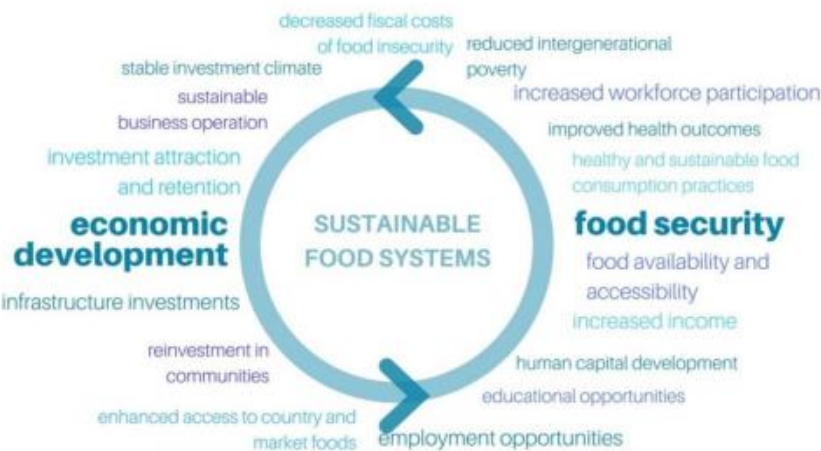 decreased fiscal costs
of food insecurity
reduced intergenerational
poverty
stable investment climate
increased workforce participation
sustainable
business operation
improved health outcomes
investment attraction
and retention
healthy and sustainable food
consumption practices
economic
development
SUSTAINABLE
FOOD SYSTEMS
food security
food availability and
accessibility
infrastructure investments
increased income
reinvestment in
communities
human capital development
educational opportunities
enhanced access to country and
market foods
employment opportunities